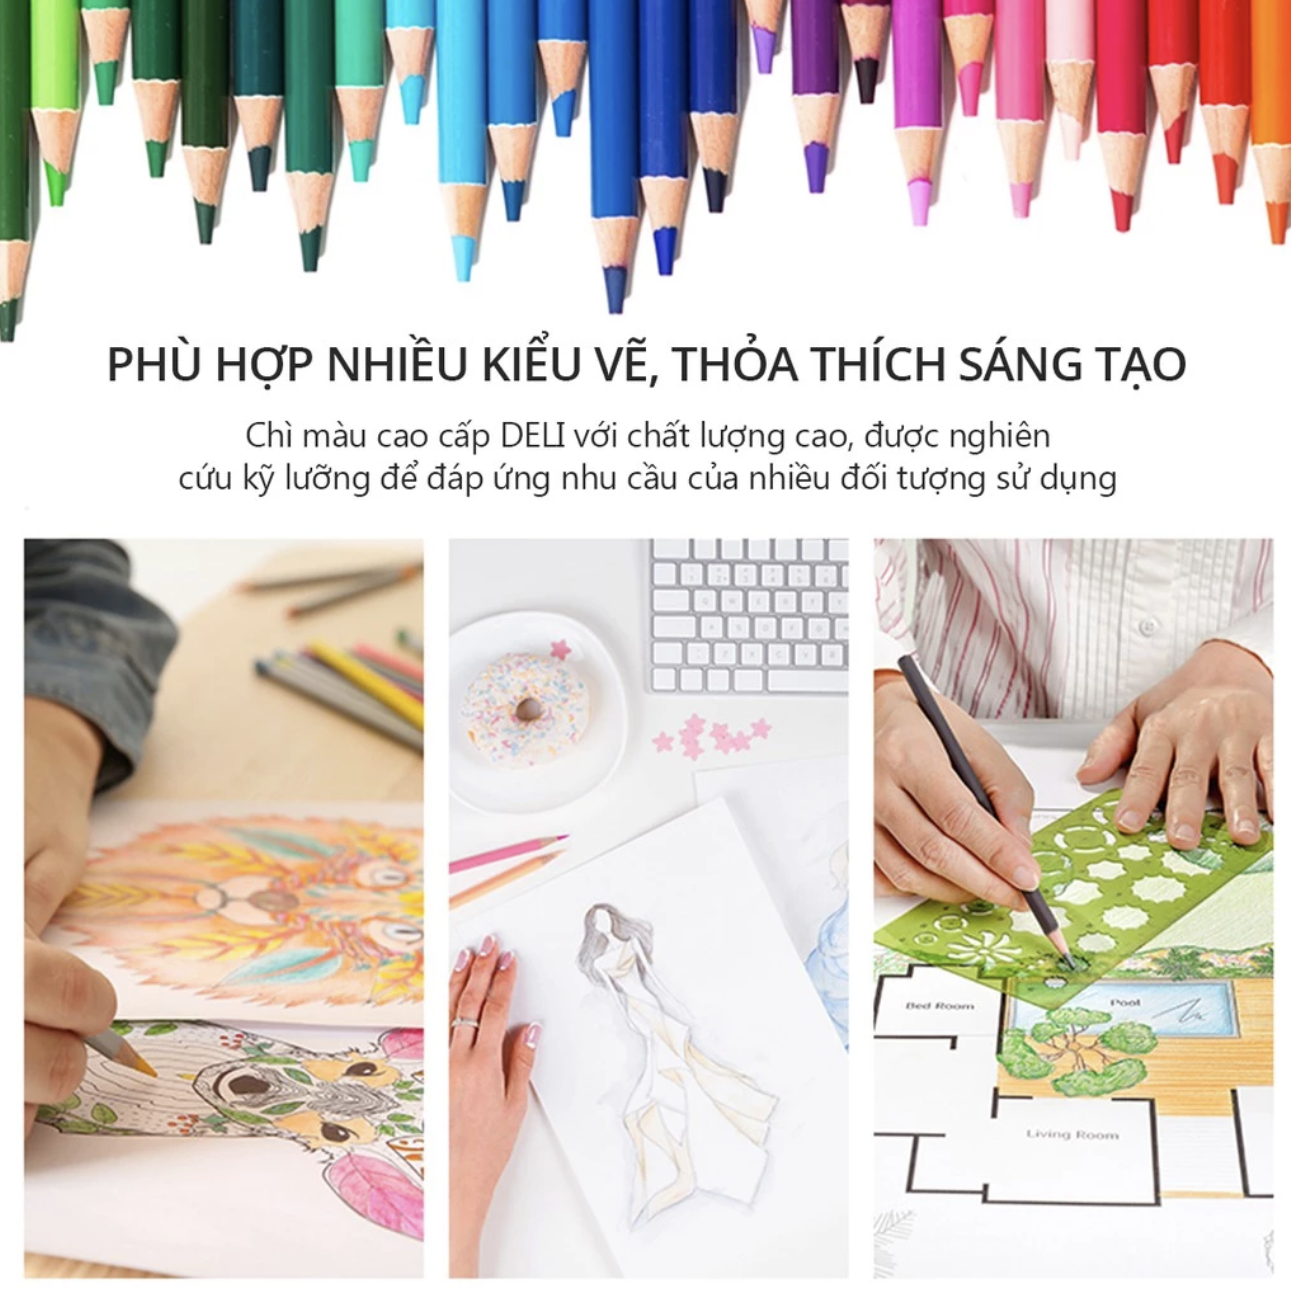 PHÙ HỢP NHIỀU KIỂU VẼ, THỎA THÍCH SÁNG TẠO
Chì màu cao cấp DELI với chất lượng cao, được nghiên
cứu kỹ lưỡng để đáp ứng nhu cầu của nhiều đối tượng sử dụng
Bed Room
Pool
Living Room